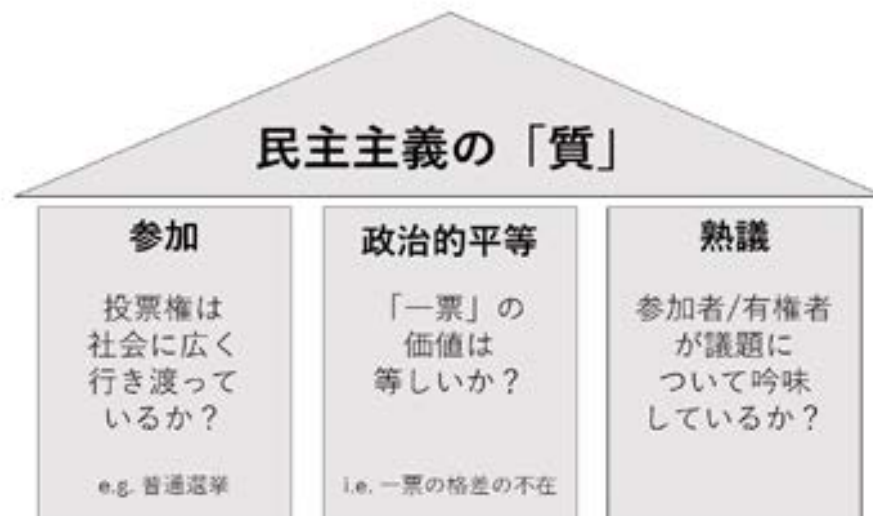 民主主義の「質」
参加
投票権は
社会に広く
行き渡って
いるか？
e.g. 普通選挙
政治的平等
「一票」の
価値は
等しいか？
i.e. 一票の格差の不在
熟議
参加者/有権者
が議題に
ついて吟味
しているか？